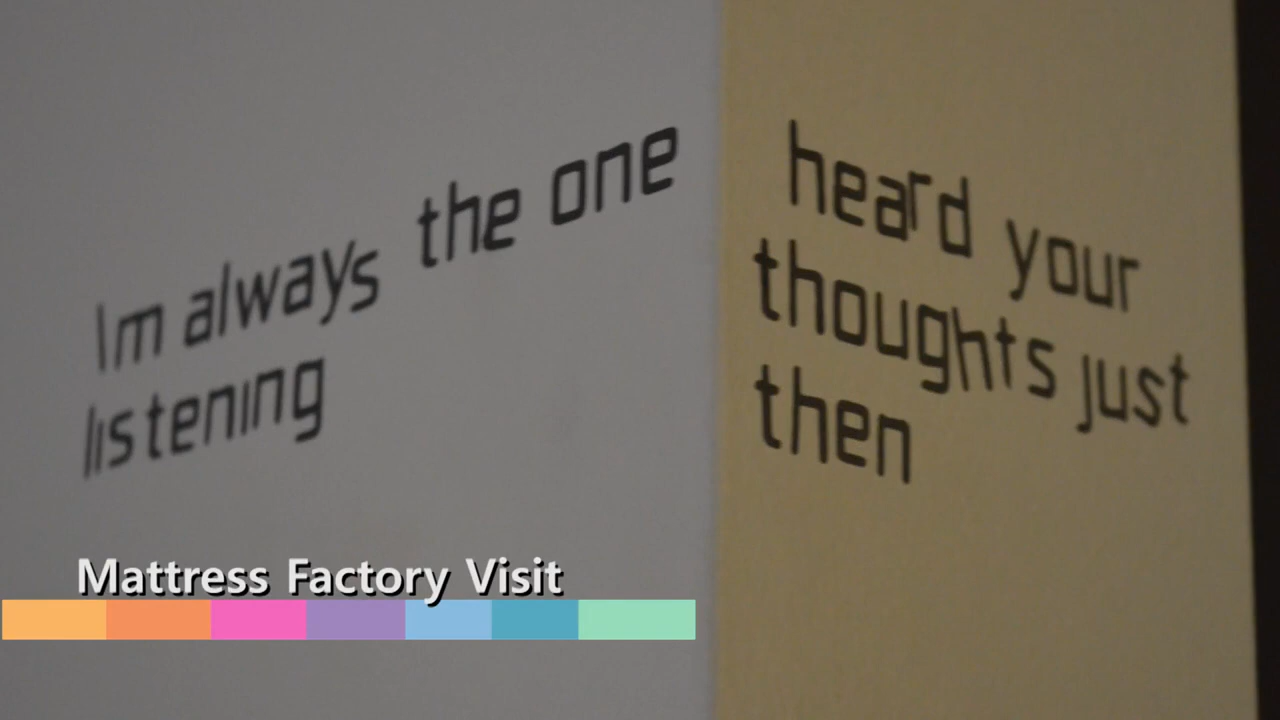 Im always the one
listening
heard your
thoughts just
then
Mattress Factory Visit